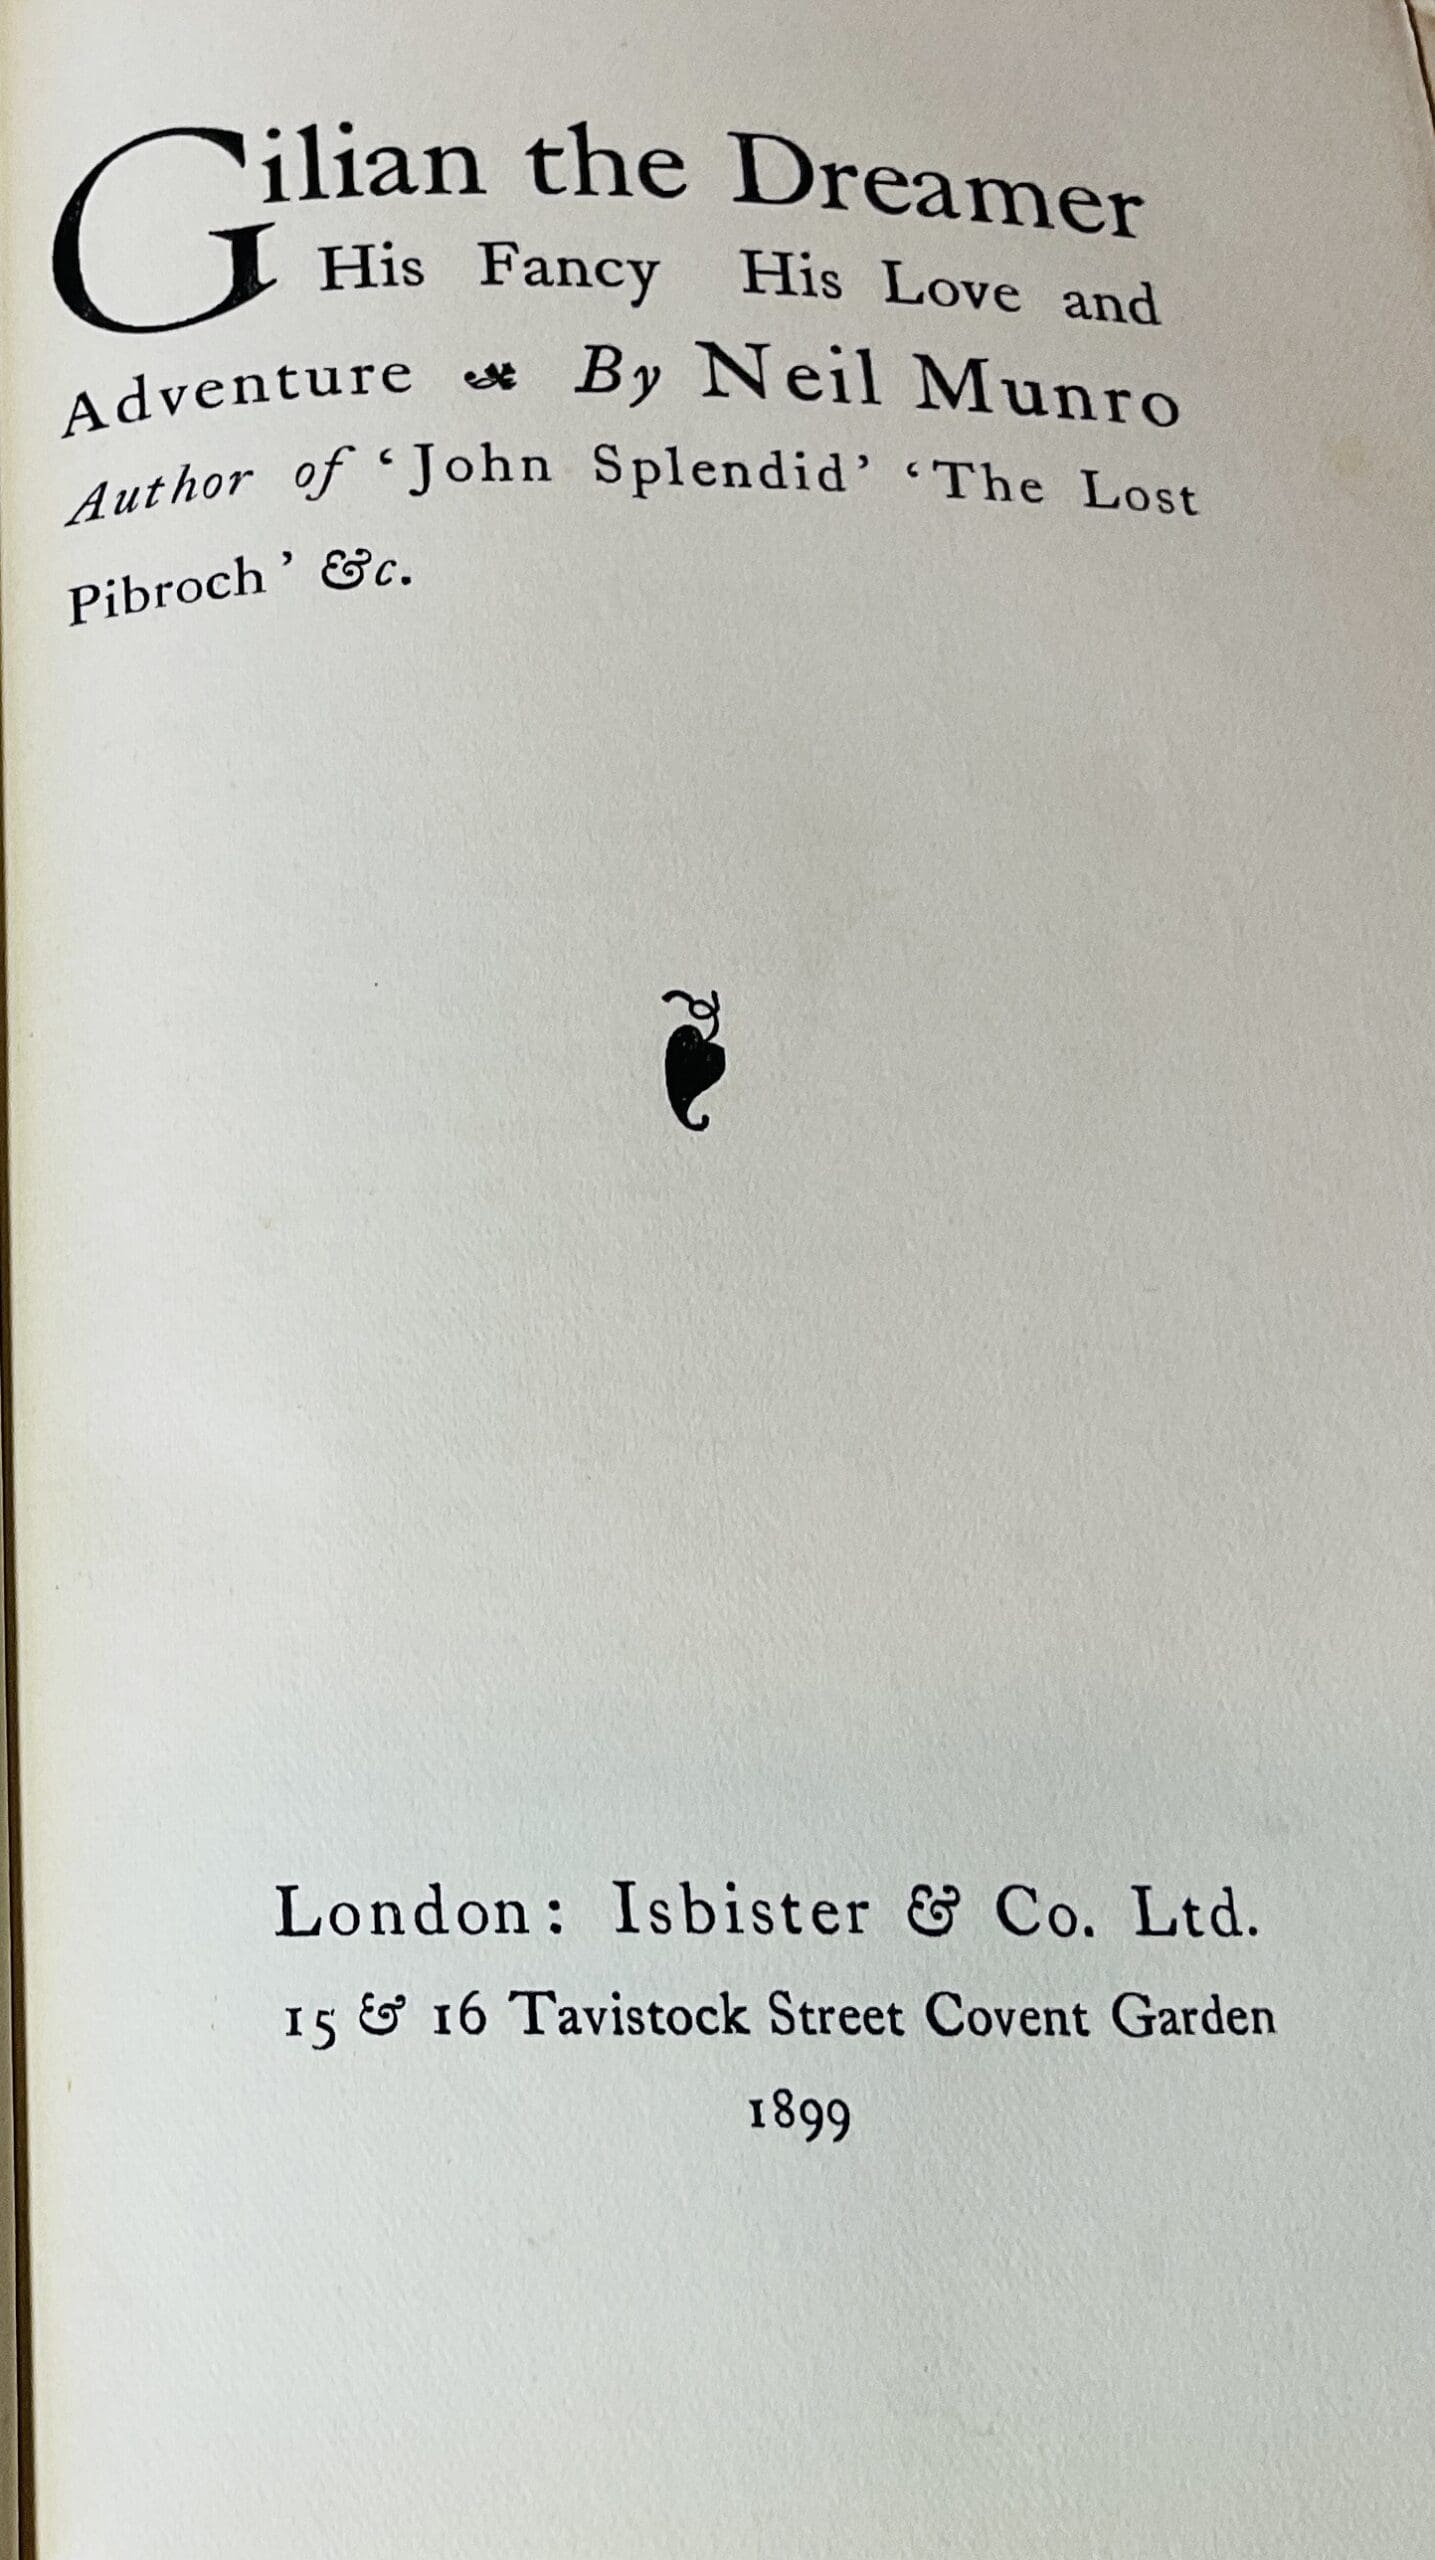 Gilian the Dreamer
His Fancy His Love and
Adventure ❧ By Neil Munro
Author of ‘John Splendid’ ‘The Lost
Pibroch’ &c.
London: Isbister & Co. Ltd.
15 & 16 Tavistock Street Covent Garden
1899